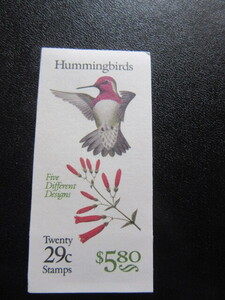 Hummingbirds
Five
Different
Designs
Twenty
29c
Stamps
$5.80